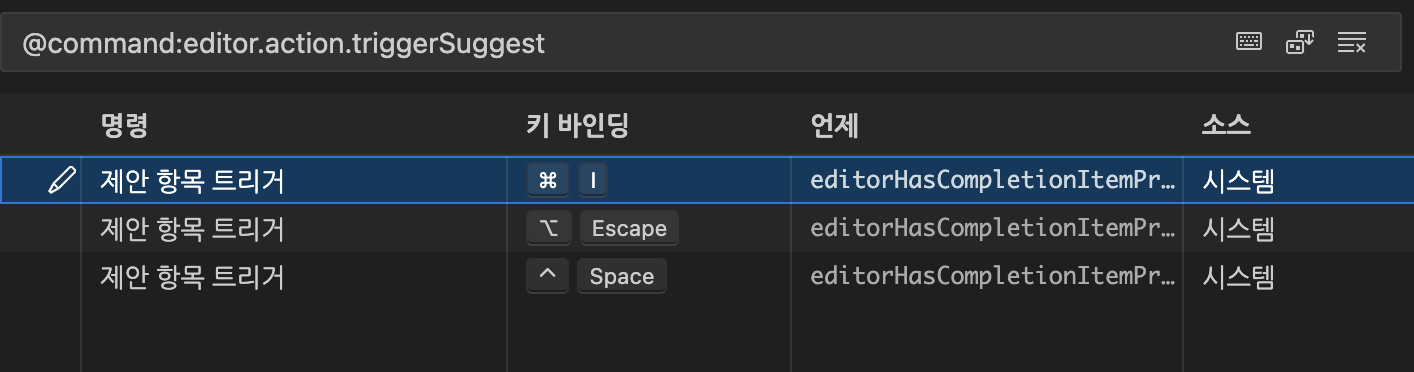 @command:editor.action.triggerSuggest
명령 키 바인딩 언제 소스
제안 항목 트리거 ⌘ I editorHasCompletionItemPr… 시스템
제안 항목 트리거 ⌥ Escape editorHasCompletionItemPr… 시스템
제안 항목 트리거 ^ Space editorHasCompletionItemPr… 시스템